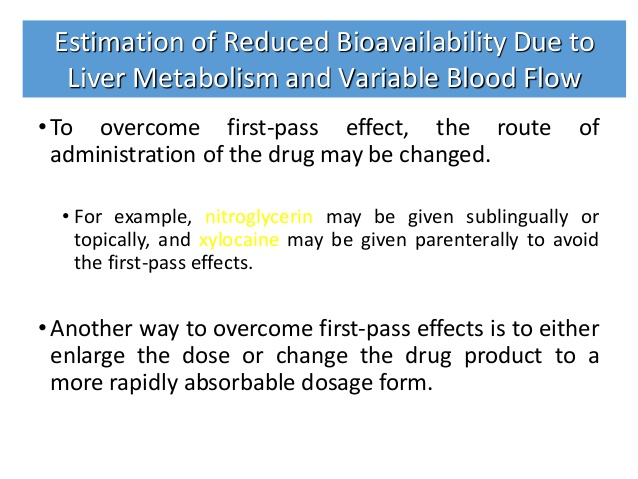 Estimation of Reduced Bioavailability Due to
Liver Metabolism and Variable Blood Flow
• To overcome first-pass effect, the route of
administration of the drug may be changed.
• For example, nitroglycerin may be given sublingually or
topically, and xylocaine may be given parenterally to avoid
the first-pass effects.
• Another way to overcome first-pass effects is to either
enlarge the dose or change the drug product to a
more rapidly absorbable dosage form.